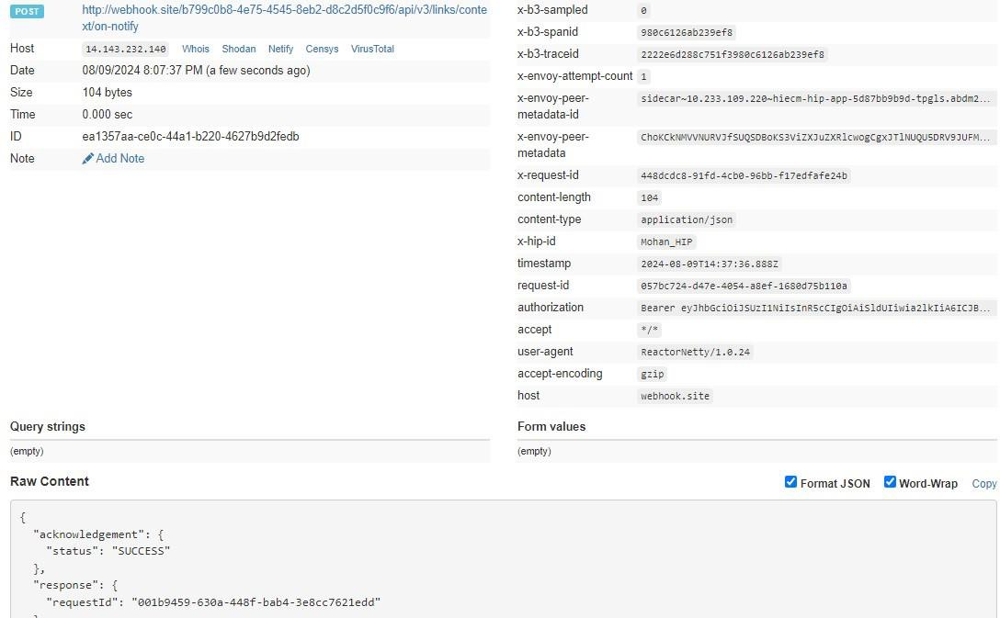 POST http://webhook.site/b799c0b8-4e75-4545-8eb2-d8c2d5f0c9f6/api/v3/links/conte
xt/on-notify
Host 14.143.232.140 Whois Shodan Netify Censys VirusTotal
Date 08/09/2024 8:07:37 PM (a few seconds ago)
Size 104 bytes
Time 0.000 sec
ID ea1357aa-ce0c-44a1-b220-4627b9d2fedb
Note Add Note
x-b3-sampled 0
x-b3-spanid 980c6126ab239ef8
x-b3-traceid 2222e6d288c751f3980c6126ab239ef8
x-envoy-attempt-count 1
x-envoy-peer- sidecar~10.233.109.220~hiecm-hip-app-5d87bb9b9d-tpgls.abdm2...
metadata-id
x-envoy-peer- ChoKCkNMVVNURVJfSUQSDBoKS3ViZXJuZXRlcwogCgxJTlNUQU5DRV9JUFM...
metadata
x-request-id 448dcdc8-91fd-4cb0-96bb-f17edfafe24b
content-length 104
content-type application/json
x-hip-id Mohan_HIP
timestamp 2024-08-09T14:37:36.888Z
request-id 057bc724-d47e-4054-a8ef-1680d75b110a
authorization Bearer eyJhbGciOiJSUzI1NiIsInR5cCIgOiAiSldUIiwia2lkIiA6ICJB...
accept */*
user-agent ReactorNetty/1.0.24
accept-encoding gzip
host webhook.site
Query strings
(empty)
Form values
(empty)
Raw Content Format JSON Word-Wrap Copy
{
"acknowledgement": {
"status": "SUCCESS"
},
"response": {
"requestId": "001b9459-630a-448f-bab4-3e8cc7621edd"